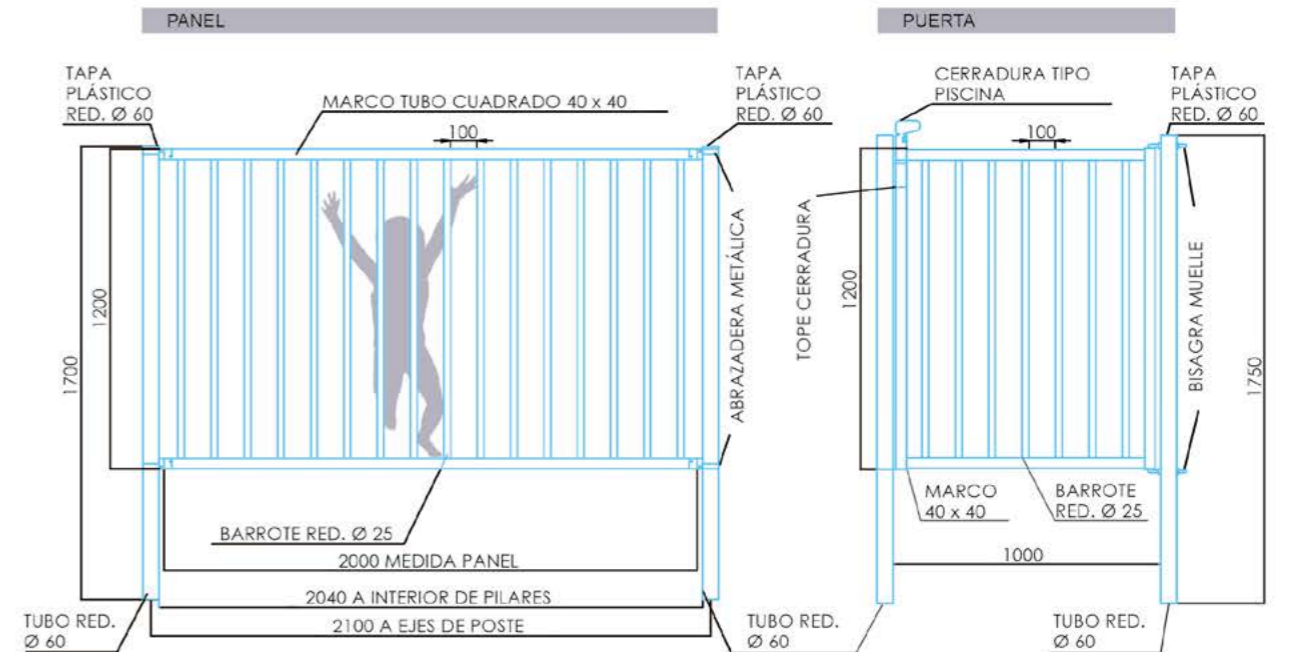 PANEL
TAPA
PLÁSTICO
RED. Ø 60
MARCO TUBO CUADRADO 40 x 40
100
TAPA
PLÁSTICO
RED. Ø 60
1200
1700
ABRAZADERA METÁLICA
BARROTE RED. Ø 25
2000 MEDIDA PANEL
2040 A INTERIOR DE PILARES
2100 A EJES DE POSTE
TUBO RED.
Ø 60
TUBO RED.
Ø 60
PUERTA
CERRADURA TIPO
PISCINA
TAPA
PLÁSTICO
RED. Ø 60
100
TOPE CERRADURA
1200
BISAGRA MUELLE
1750
MARCO
40 x 40
BARROTE
RED. Ø 25
1000
TUBO RED.
Ø 60